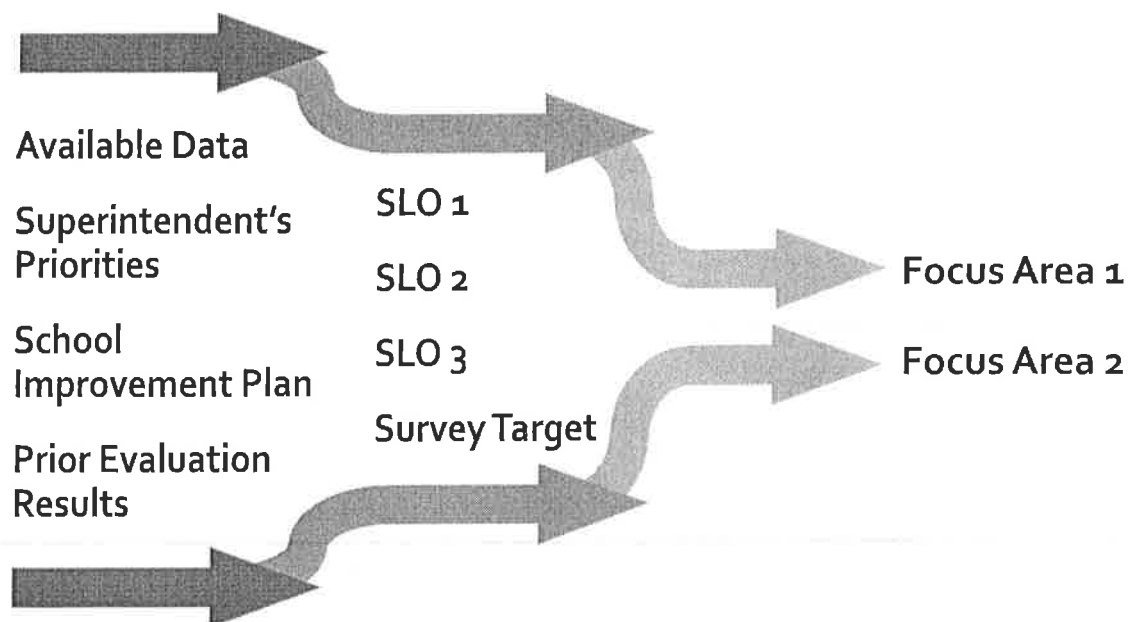 Available Data
Superintendent's
Priorities
School
Improvement Plan
Prior Evaluation
Results
SLO 1
SLO 2
SLO 3
Survey Target
Focus Area 1
Focus Area 2